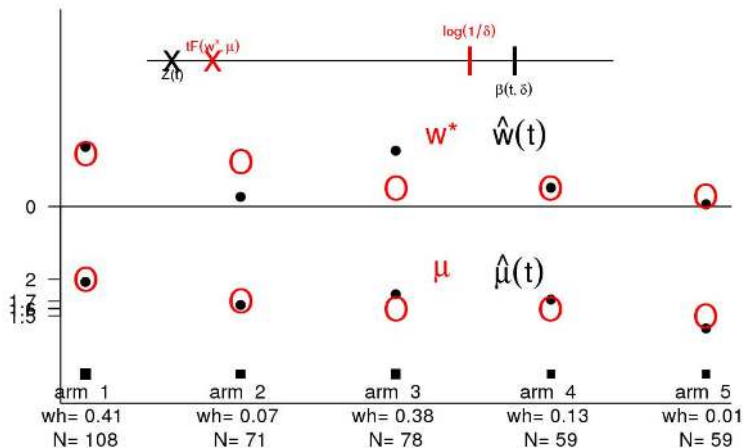 log(1/δ)
tF(w*, μ)
Z(t)
β(t, δ)
w* ŵ(t)
0
μ μ̂(t)
2
1.7
1.6
1.5
arm 1 arm 2 arm 3 arm 4 arm 5
wh= 0.41 wh= 0.07 wh= 0.38 wh= 0.13 wh= 0.01
N= 108 N= 71 N= 78 N= 59 N= 59